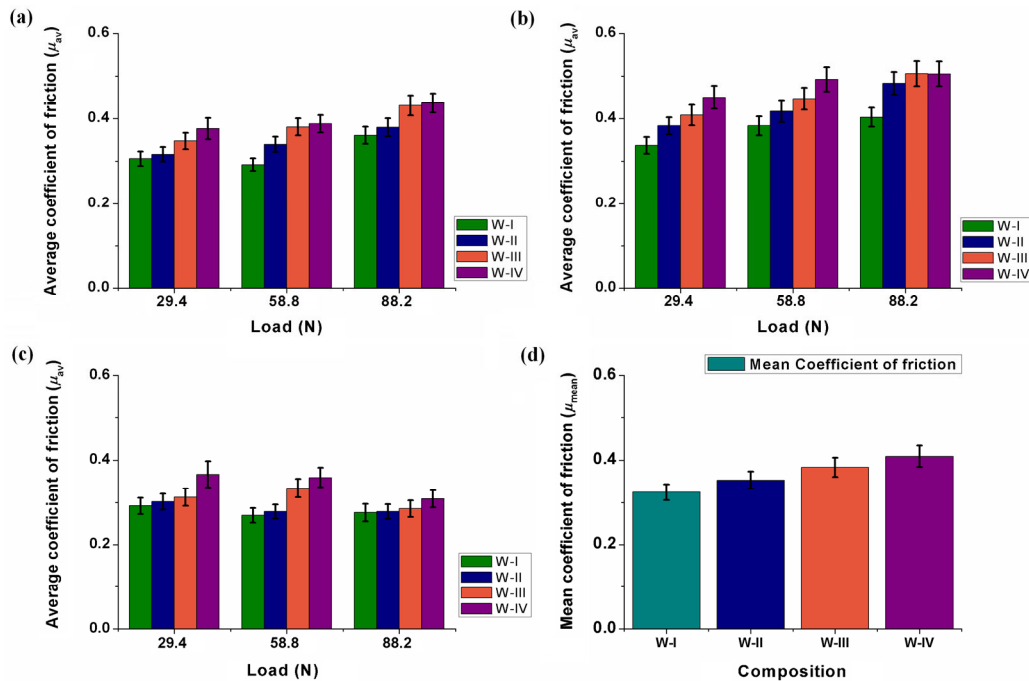 (a)
Average coefficient of friction (μav)
0.6
0.4
0.2
0.0
W-I
W-II
W-III
W-IV
29.4 58.8 88.2
Load (N)
(b)
Average coefficient of friction (μav)
0.6
0.4
0.2
0.0
W-I
W-II
W-III
W-IV
29.4 58.8 88.2
Load (N)
(c)
Average coefficient of friction (μav)
0.6
0.4
0.2
0.0
W-I
W-II
W-III
W-IV
29.4 58.8 88.2
Load (N)
(d)
Mean coefficient of friction (μmean)
Mean Coefficient of friction
0.6
0.4
0.2
0.0
W-I W-II W-III W-IV
Composition